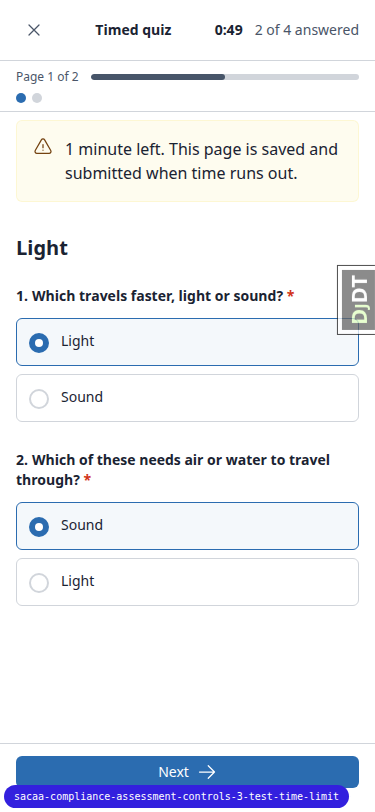 Timed quiz
0:49
2 of 4 answered
Page 1 of 2
1 minute left. This page is saved and
submitted when time runs out.
Light
1. Which travels faster, light or sound? *
Light
Sound
2. Which of these needs air or water to travel
through? *
Sound
Light
DJDT
Next
sacaa-compliance-assessment-controls-3-test-time-limit